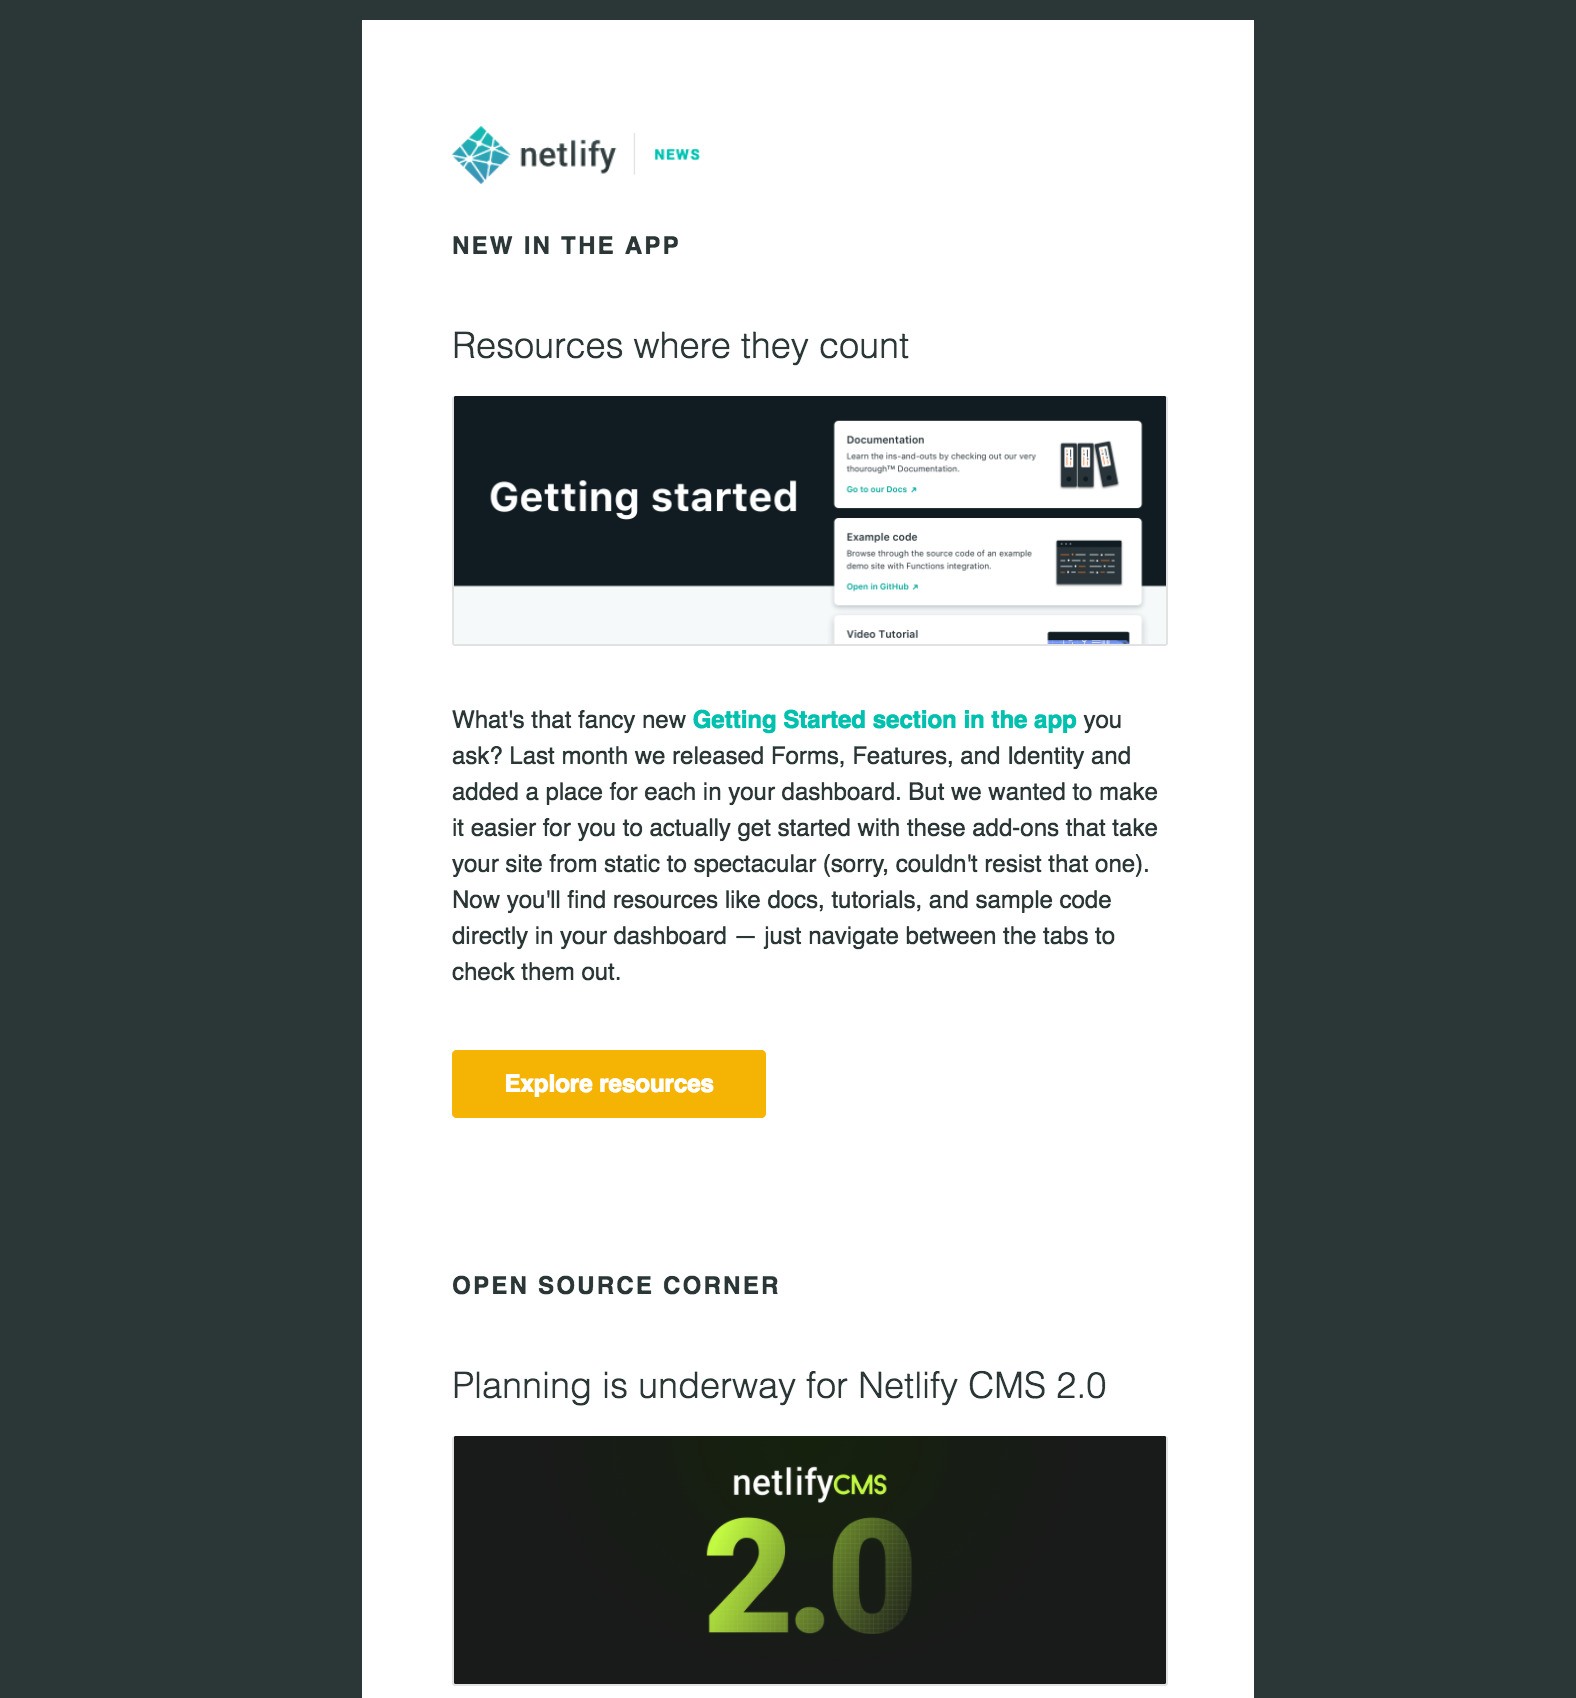 netlify
NEWS
NEW IN THE APP
Resources where they count
Getting started
Documentation
Learn the ins-and-outs by checking out our very
thourough™ Documentation.
Go to our Docs ↗
Example code
Browse through the source code of an example
demo site with Functions integration.
Open in GitHub ↗
Video Tutorial
What's that fancy new Getting Started section in the app you
ask? Last month we released Forms, Features, and Identity and
added a place for each in your dashboard. But we wanted to make
it easier for you to actually get started with these add-ons that take
your site from static to spectacular (sorry, couldn't resist that one).
Now you'll find resources like docs, tutorials, and sample code
directly in your dashboard — just navigate between the tabs to
check them out.
Explore resources
OPEN SOURCE CORNER
Planning is underway for Netlify CMS 2.0
netlifyCMS
2.0